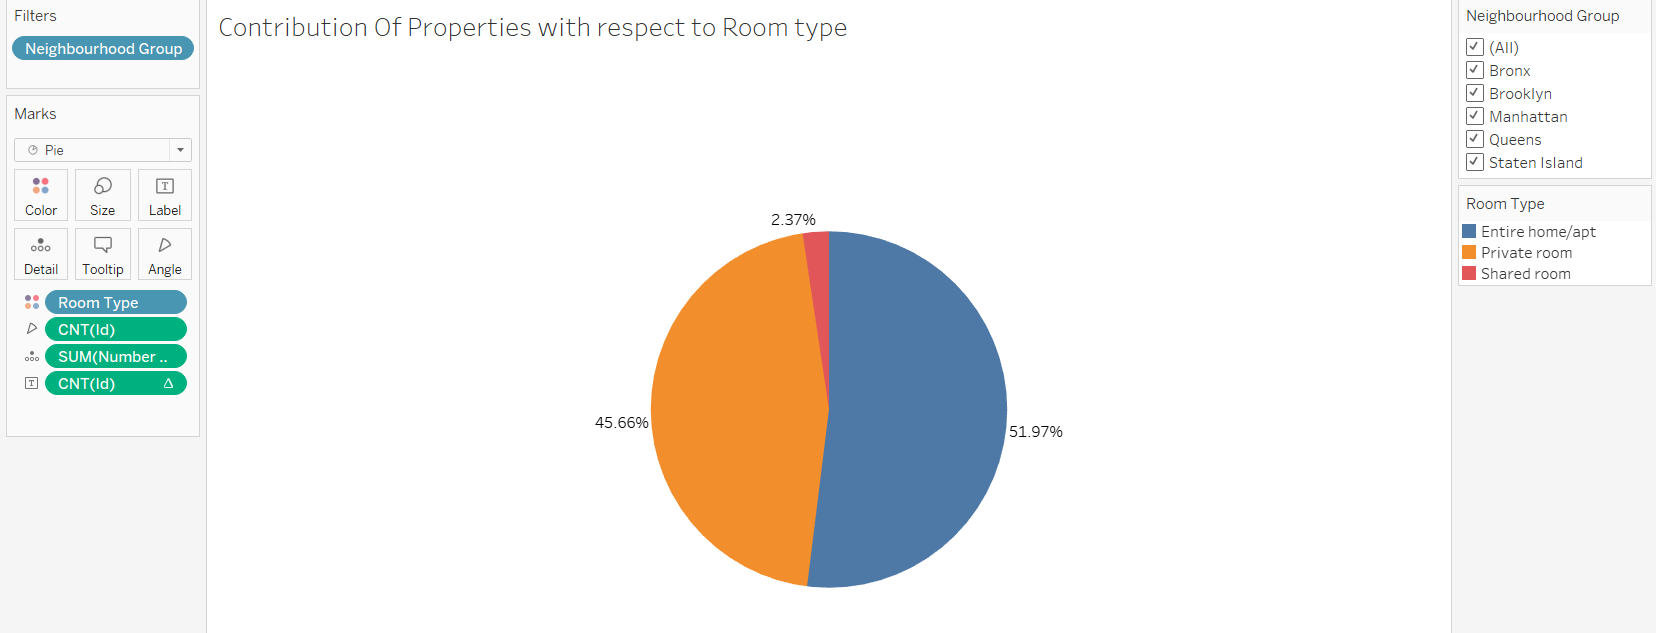 Filters
Neighbourhood Group
Marks
Pie
Color Size Label
Detail Tooltip Angle
Room Type
CNT(Id)
SUM(Number ..
CNT(Id)
Contribution Of Properties with respect to Room type
2.37%
45.66%
51.97%
Neighbourhood Group
(All)
Bronx
Brooklyn
Manhattan
Queens
Staten Island
Room Type
Entire home/apt
Private room
Shared room